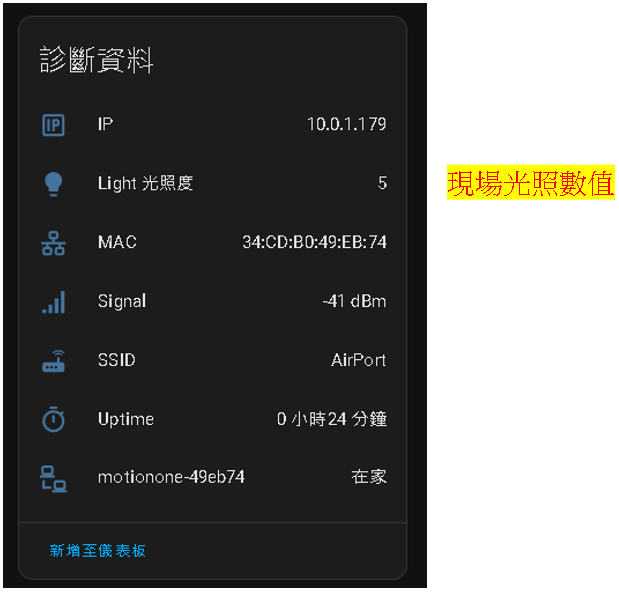 診斷資料
IP 10.0.1.179
Light 光照度 5
現場光照數值
MAC 34:CD:B0:49:EB:74
Signal -41 dBm
SSID AirPort
Uptime 0 小時24 分鐘
motionone-49eb74 在家
新增至儀表板